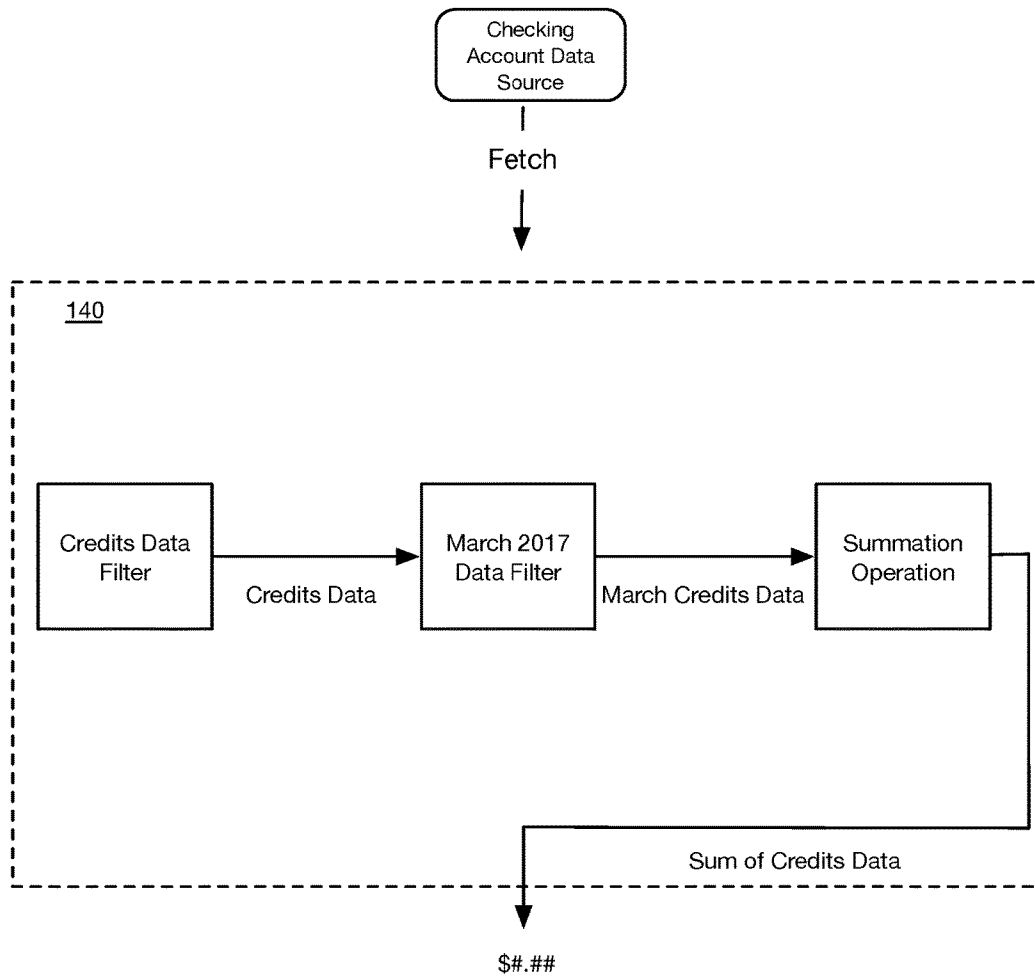 Checking
Account Data
Source
Fetch
140
Credits Data
Filter
Credits Data
March 2017
Data Filter
March Credits Data
Summation
Operation
Sum of Credits Data
$#.##